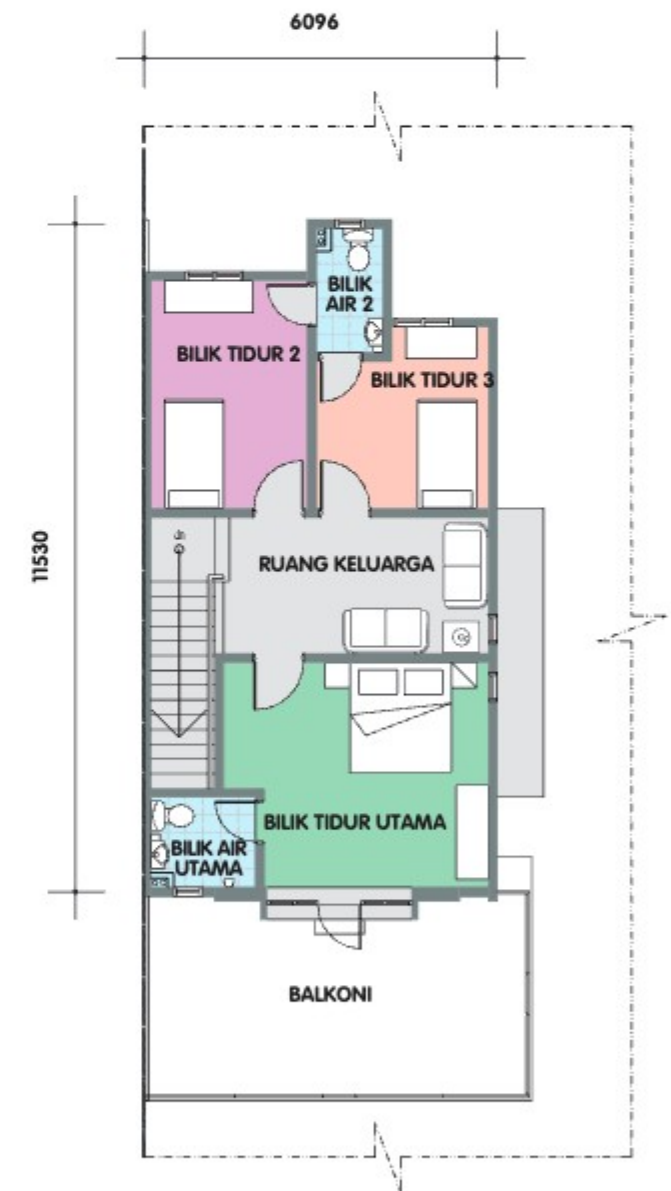 6096
BILIK
AIR 2
BILIK TIDUR 2
BILIK TIDUR 3
11530
RUANG KELUARGA
BILIK TIDUR UTAMA
BILIK AIR
UTAMA
BALKONI